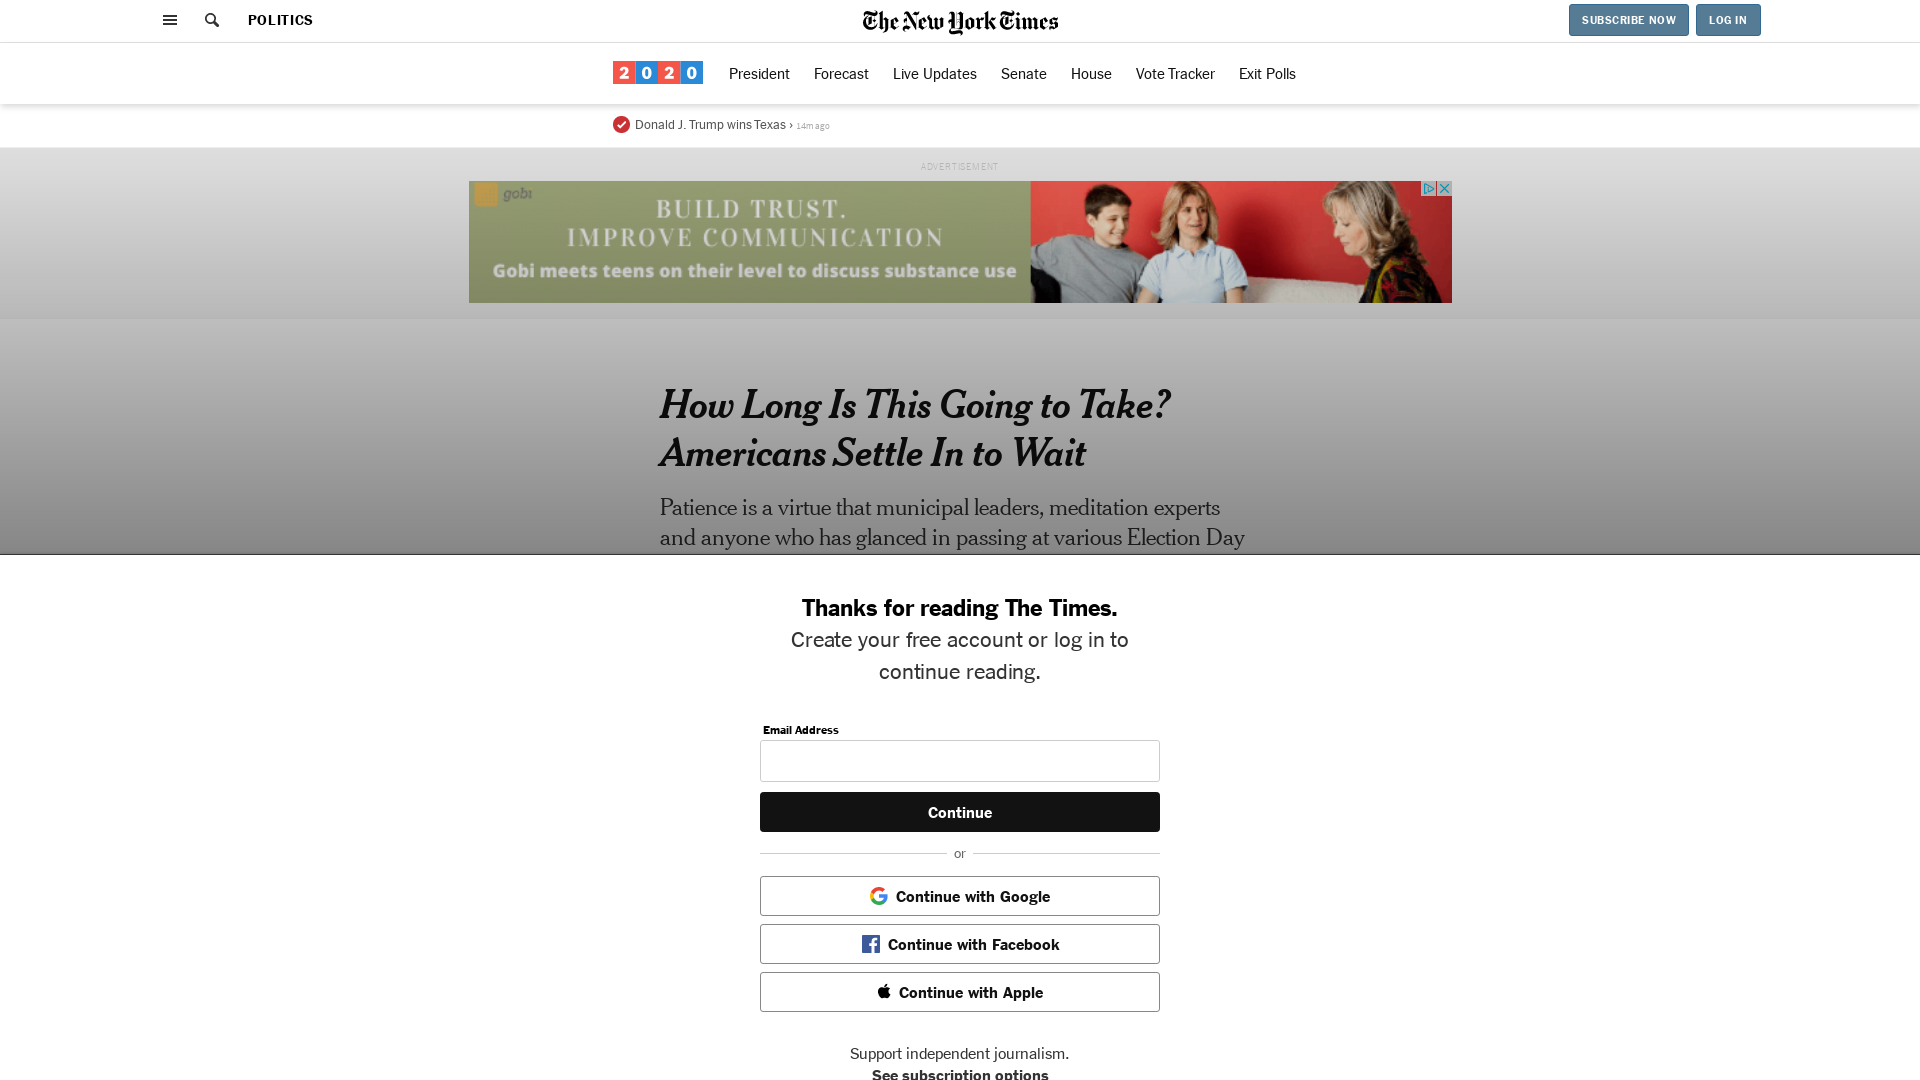 POLITICS
The New York Times
SUBSCRIBE NOW
LOG IN
2020
President
Forecast
Live Updates
Senate
House
Vote Tracker
Exit Polls
Donald J. Trump wins Texas › 14m ago
ADVERTISEMENT
gobi
BUILD TRUST.
IMPROVE COMMUNICATION
Gobi meets teens on their level to discuss substance use
How Long Is This Going to Take?
Americans Settle In to Wait
Patience is a virtue that municipal leaders, meditation experts
and anyone who has glanced in passing at various Election Day
Thanks for reading The Times.
Create your free account or log in to
continue reading.
Email Address
Continue
or
Continue with Google
Continue with Facebook
Continue with Apple
Support independent journalism.
See subscription options